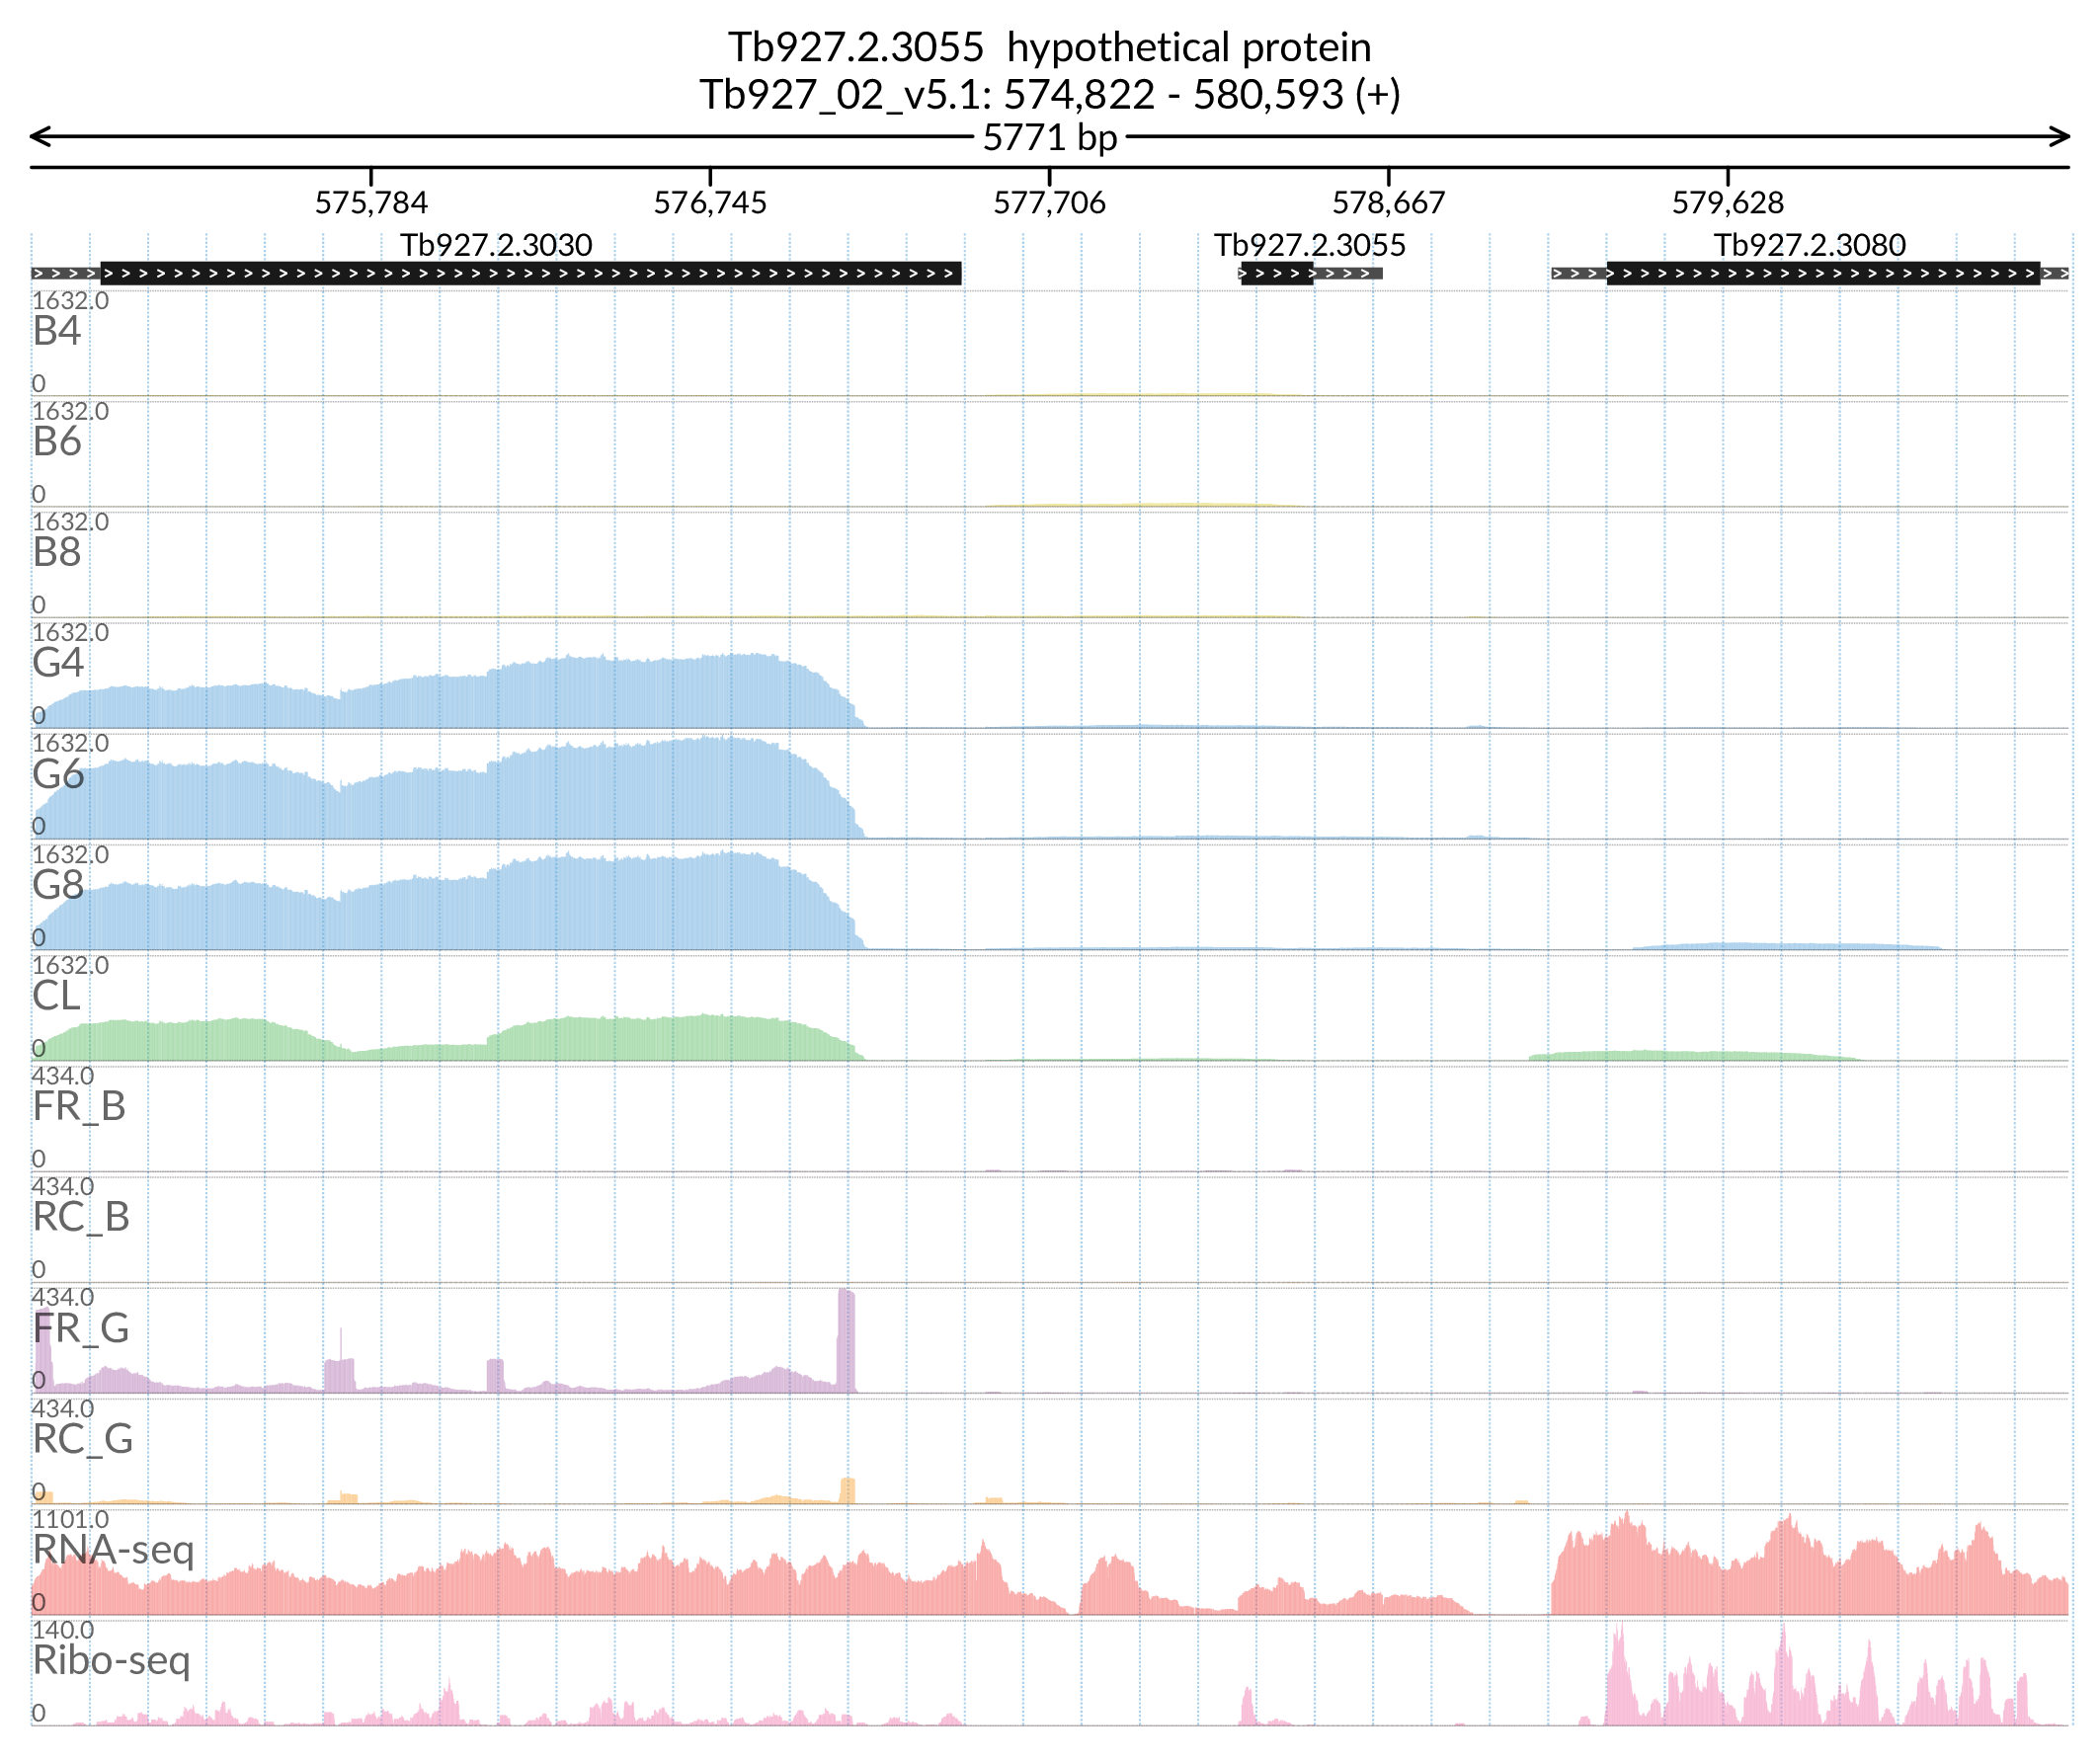 Tb927.2.3055  hypothetical protein
Tb927_02_v5.1: 574,822 - 580,593 (+)
5771 bp
575,784 576,745 577,706 578,667 579,628
Tb927.2.3030 Tb927.2.3055 Tb927.2.3080
1632.0
B4
0
1632.0
B6
0
1632.0
B8
0
1632.0
G4
0
1632.0
G6
0
1632.0
G8
0
1632.0
CL
0
434.0
FR_B
0
434.0
RC_B
0
434.0
FR_G
0
434.0
RC_G
0
1101.0
RNA-seq
0
140.0
Ribo-seq
0